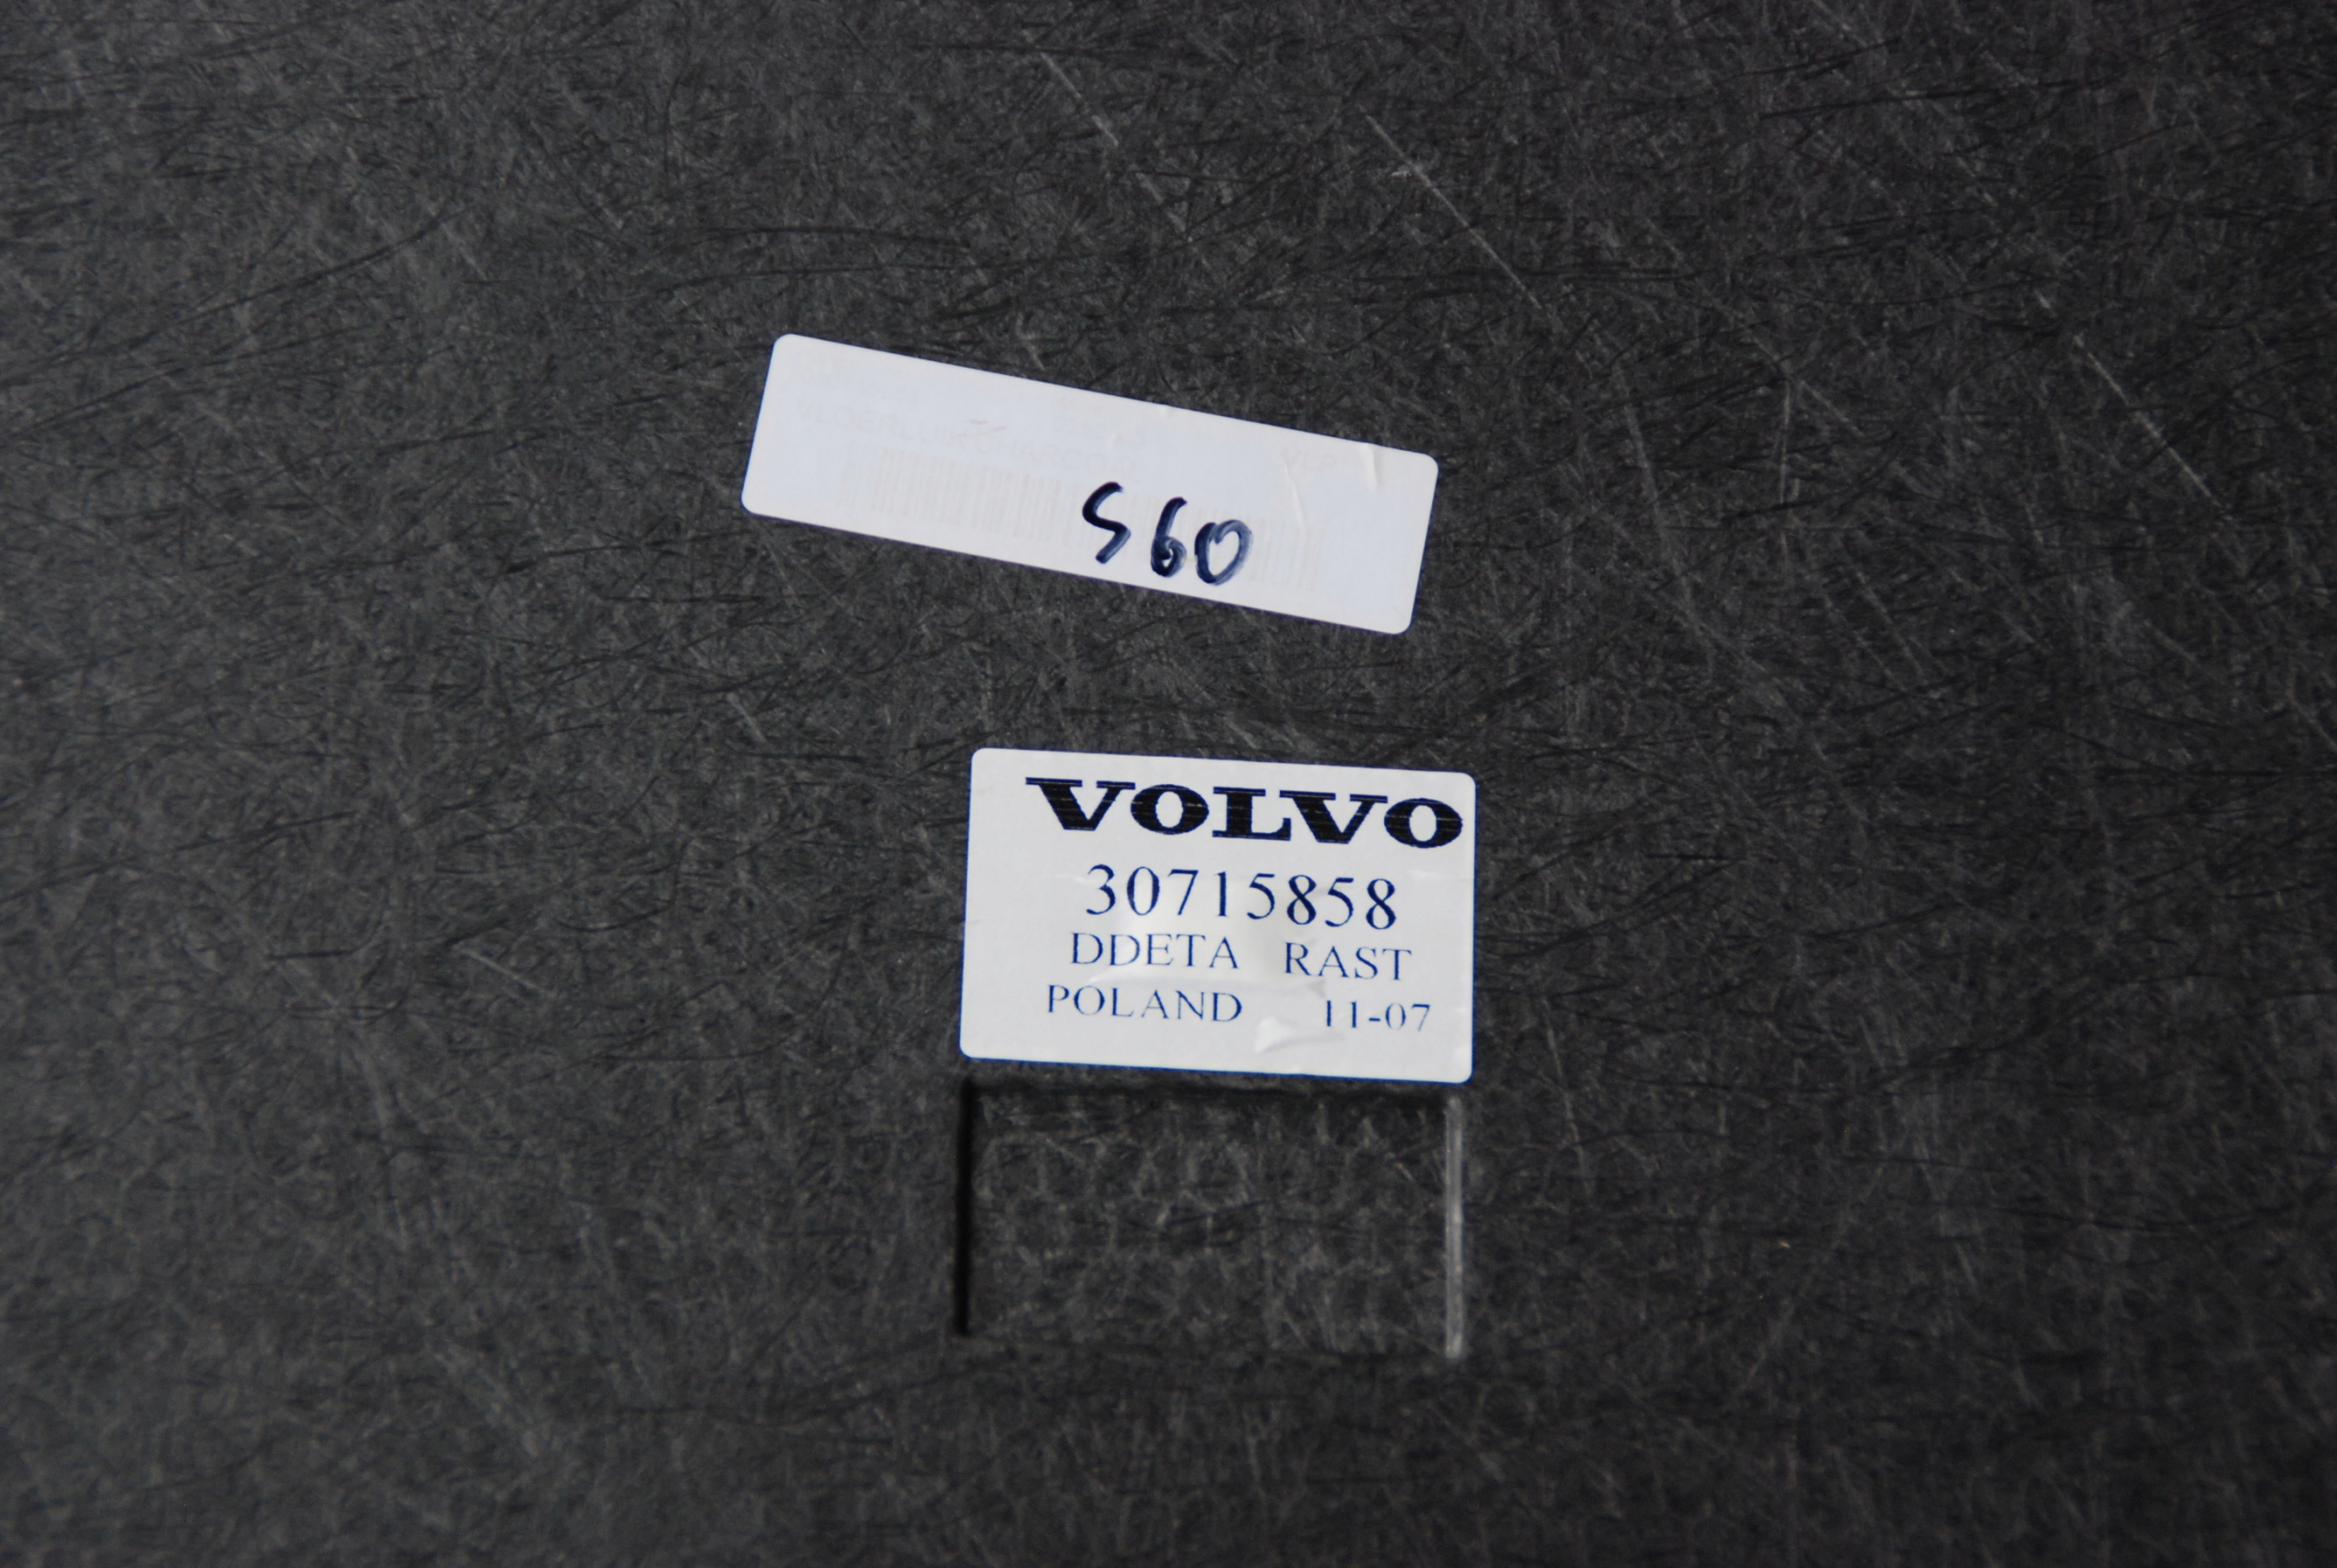 S60
VOLVO
30715858
DDETA RAST
POLAND 11-07